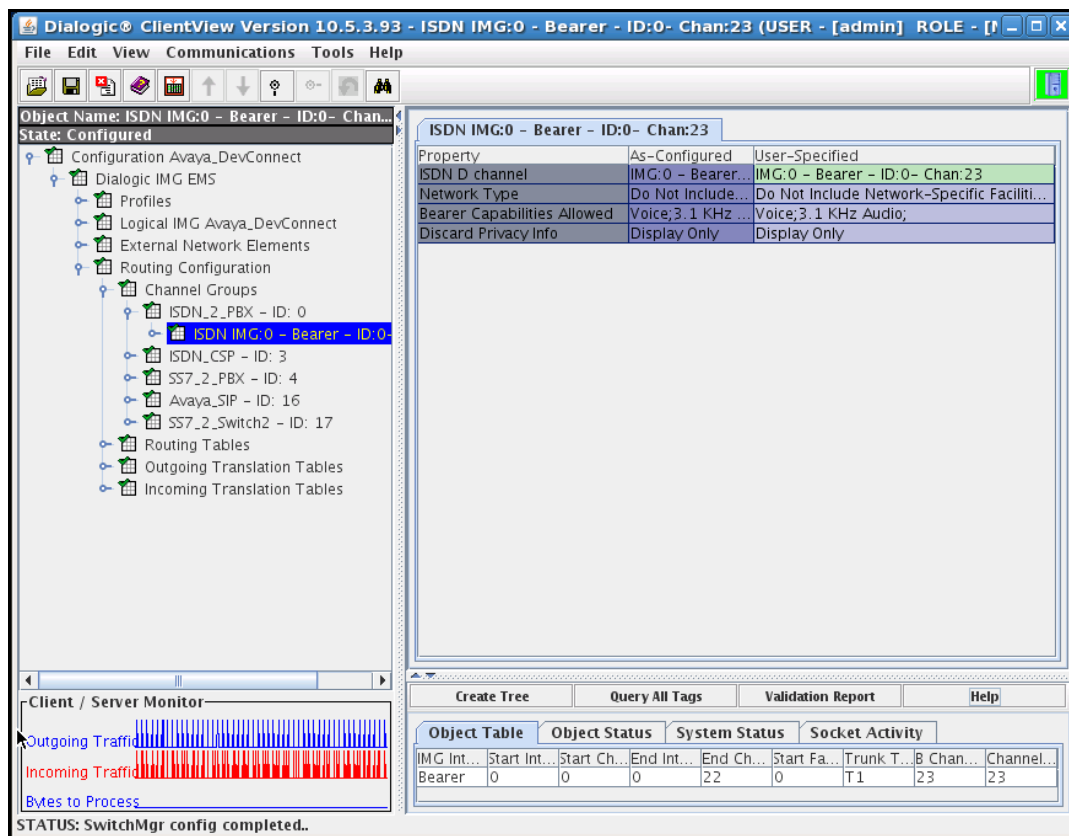 Dialogic® ClientView Version 10.5.3.93 - ISDN IMG:0 - Bearer - ID:0- Chan:23 (USER - [admin] ROLE - [
File Edit View Communications Tools Help
Object Name: ISDN IMG:0 - Bearer - ID:0- Chan...
State: Configured
Configuration Avaya_DevConnect
Dialogic IMG EMS
Profiles
Logical IMG Avaya_DevConnect
External Network Elements
Routing Configuration
Channel Groups
ISDN_2_PBX - ID: 0
ISDN IMG:0 - Bearer - ID:0-
ISDN_CSP - ID: 3
SS7_2_PBX - ID: 4
Avaya_SIP - ID: 16
SS7_2_Switch2 - ID: 17
Routing Tables
Outgoing Translation Tables
Incoming Translation Tables
ISDN IMG:0 - Bearer - ID:0- Chan:23
Property As-Configured User-Specified
ISDN D channel IMG:0 - Bearer... IMG:0 - Bearer - ID:0- Chan:23
Network Type Do Not Include... Do Not Include Network-Specific Faciliti...
Bearer Capabilities Allowed Voice;3.1 KHz ... Voice;3.1 KHz Audio;
Discard Privacy Info Display Only Display Only
Client / Server Monitor
Outgoing Traffic
Incoming Traffic
Bytes to Process
Create Tree Query All Tags Validation Report Help
Object Table Object Status System Status Socket Activity
IMG Int... Start Int... Start Ch... End Int... End Ch... Start Fa... Trunk T... B Chan... Channel...
Bearer 0 0 0 22 0 T1 23 23
STATUS: SwitchMgr config completed..